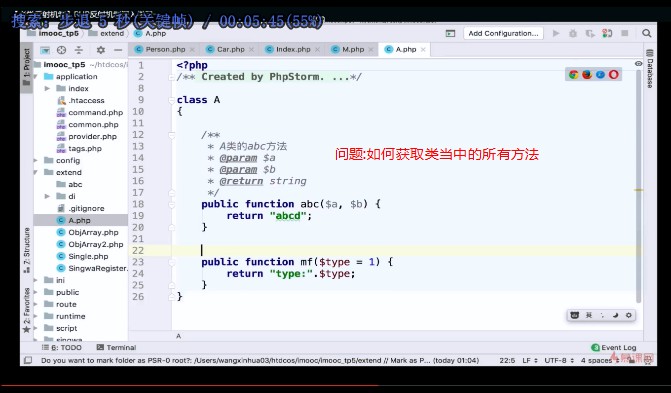 搜索: 步进 5 秒(关键帧) / 00:05:45(55%)
imooc_tp5 extend A.php Add Configuration...
Person.php Car.php Index.php M.php A.php
1: Project
imooc_tp5 ~/htdcos/
application
index
.htaccess
command.php
common.php
provider.php
tags.php
config
extend
abc
di
.gitignore
A.php
ObjArray.php
ObjArray2.php
Single.php
SingwaRegister.
ini
public
route
runtime
script
Z: Structure
2: Favorites
Database
1 <?php
2 /** Created by PhpStorm. ...*/
8
9 class A
10 {
11
12 /**
13 * A类的abc方法
14 * @param $a
15 * @param $b
16 * @return string
17 */
18 public function abc($a, $b) {
19 return "abcd";
20 }
21
22
23 public function mf($type = 1) {
24 return "type:".$type;
25 }
26 }
问题:如何获取类当中的所有方法
英
A
6: TODO Terminal Event Log
Do you want to mark folder as PSR-0 root?: /Users/wangxinhua03/htdcos/imooc/imooc_tp5/extend // Mark as P... (today 01:04) 22:5 LF UTF-8 4 spaces
慕课网